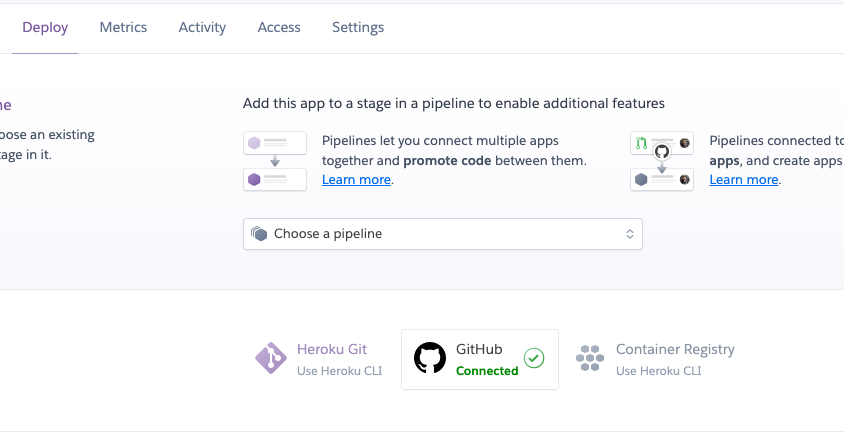 Deploy Metrics Activity Access Settings
ne
oose an existing
tage in it.
Add this app to a stage in a pipeline to enable additional features
Pipelines let you connect multiple apps
together and promote code between them.
Learn more.
Pipelines connected to
apps, and create apps
Learn more.
Choose a pipeline
Heroku Git
Use Heroku CLI
GitHub
Connected
Container Registry
Use Heroku CLI